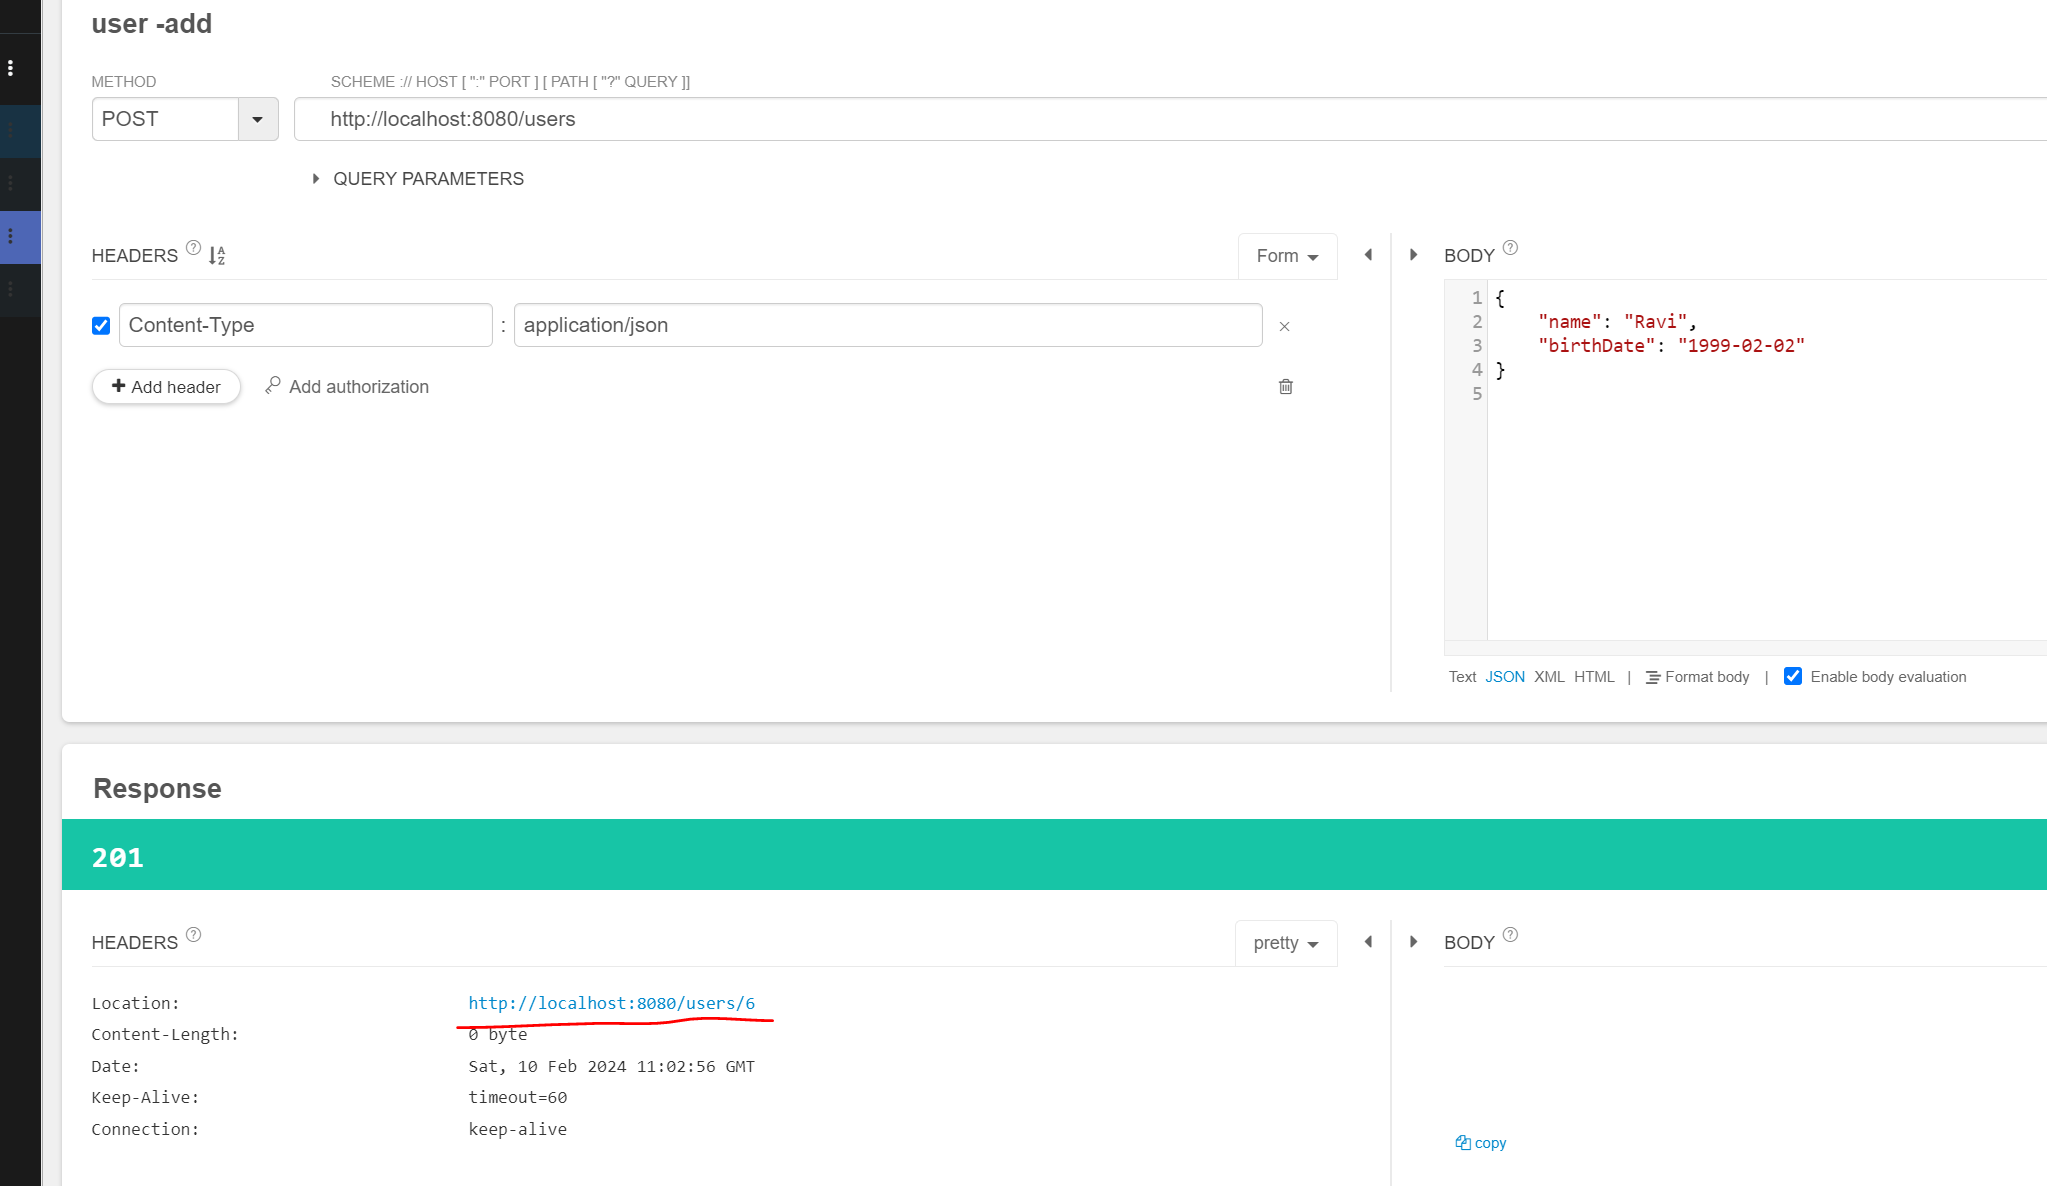 user -add
METHOD
SCHEME :// HOST [ ":" PORT ] [ PATH [ "?" QUERY ]]
POST
http://localhost:8080/users
QUERY PARAMETERS
HEADERS ? A Z
Form
BODY ?
Content-Type : application/json ×
+ Add header
Add authorization
1 {
2 "name": "Ravi",
3 "birthDate": "1999-02-02"
4 }
5
Text JSON XML HTML | Format body | Enable body evaluation
Response
201
HEADERS ?
pretty
BODY ?
Location: http://localhost:8080/users/6
Content-Length: 0 byte
Date: Sat, 10 Feb 2024 11:02:56 GMT
Keep-Alive: timeout=60
Connection: keep-alive
copy